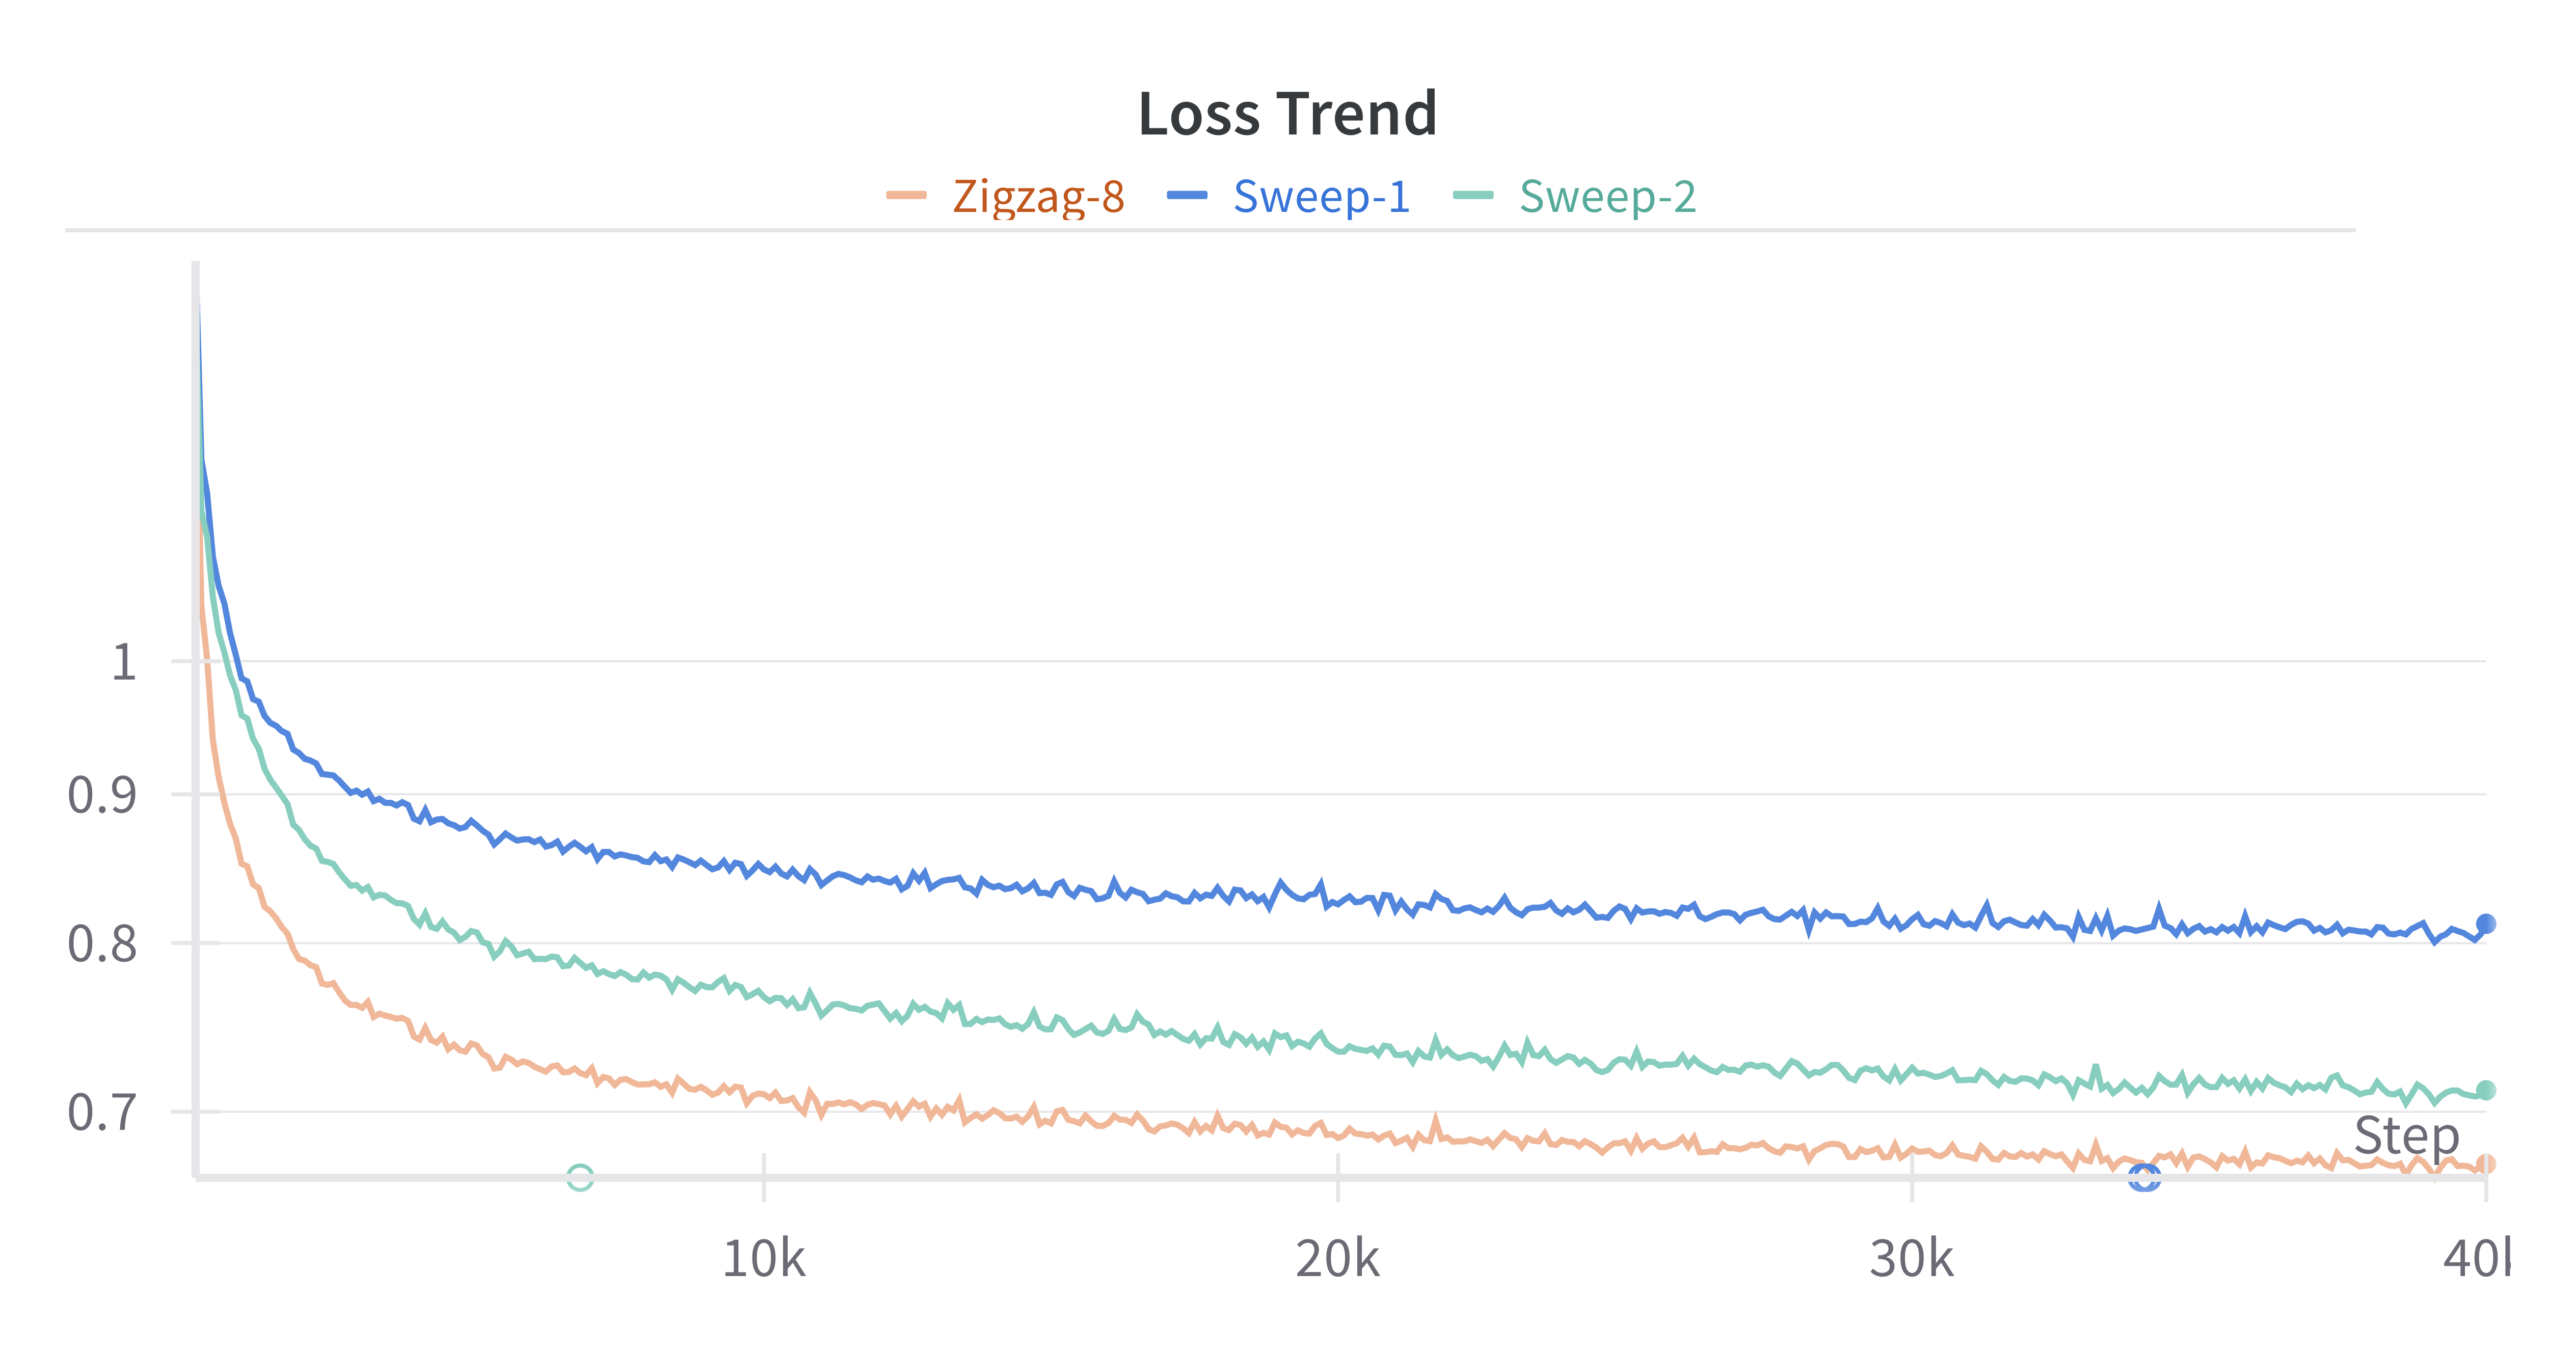 Loss Trend
Zigzag-8 Sweep-1 Sweep-2
1
0.9
0.8
0.7
Step
10k 20k 30k 40l